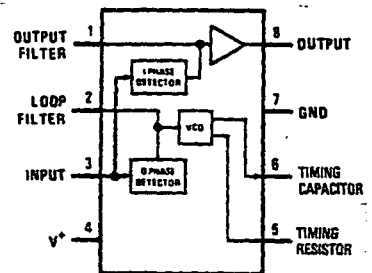 1
OUTPUT
FILTER
8
OUTPUT
I PHASE
DETECTOR
2
LOOP
FILTER
7
GND
VCO
3
INPUT
Q PHASE
DETECTOR
6
TIMING
CAPACITOR
4
V+
5
TIMING
RESISTOR